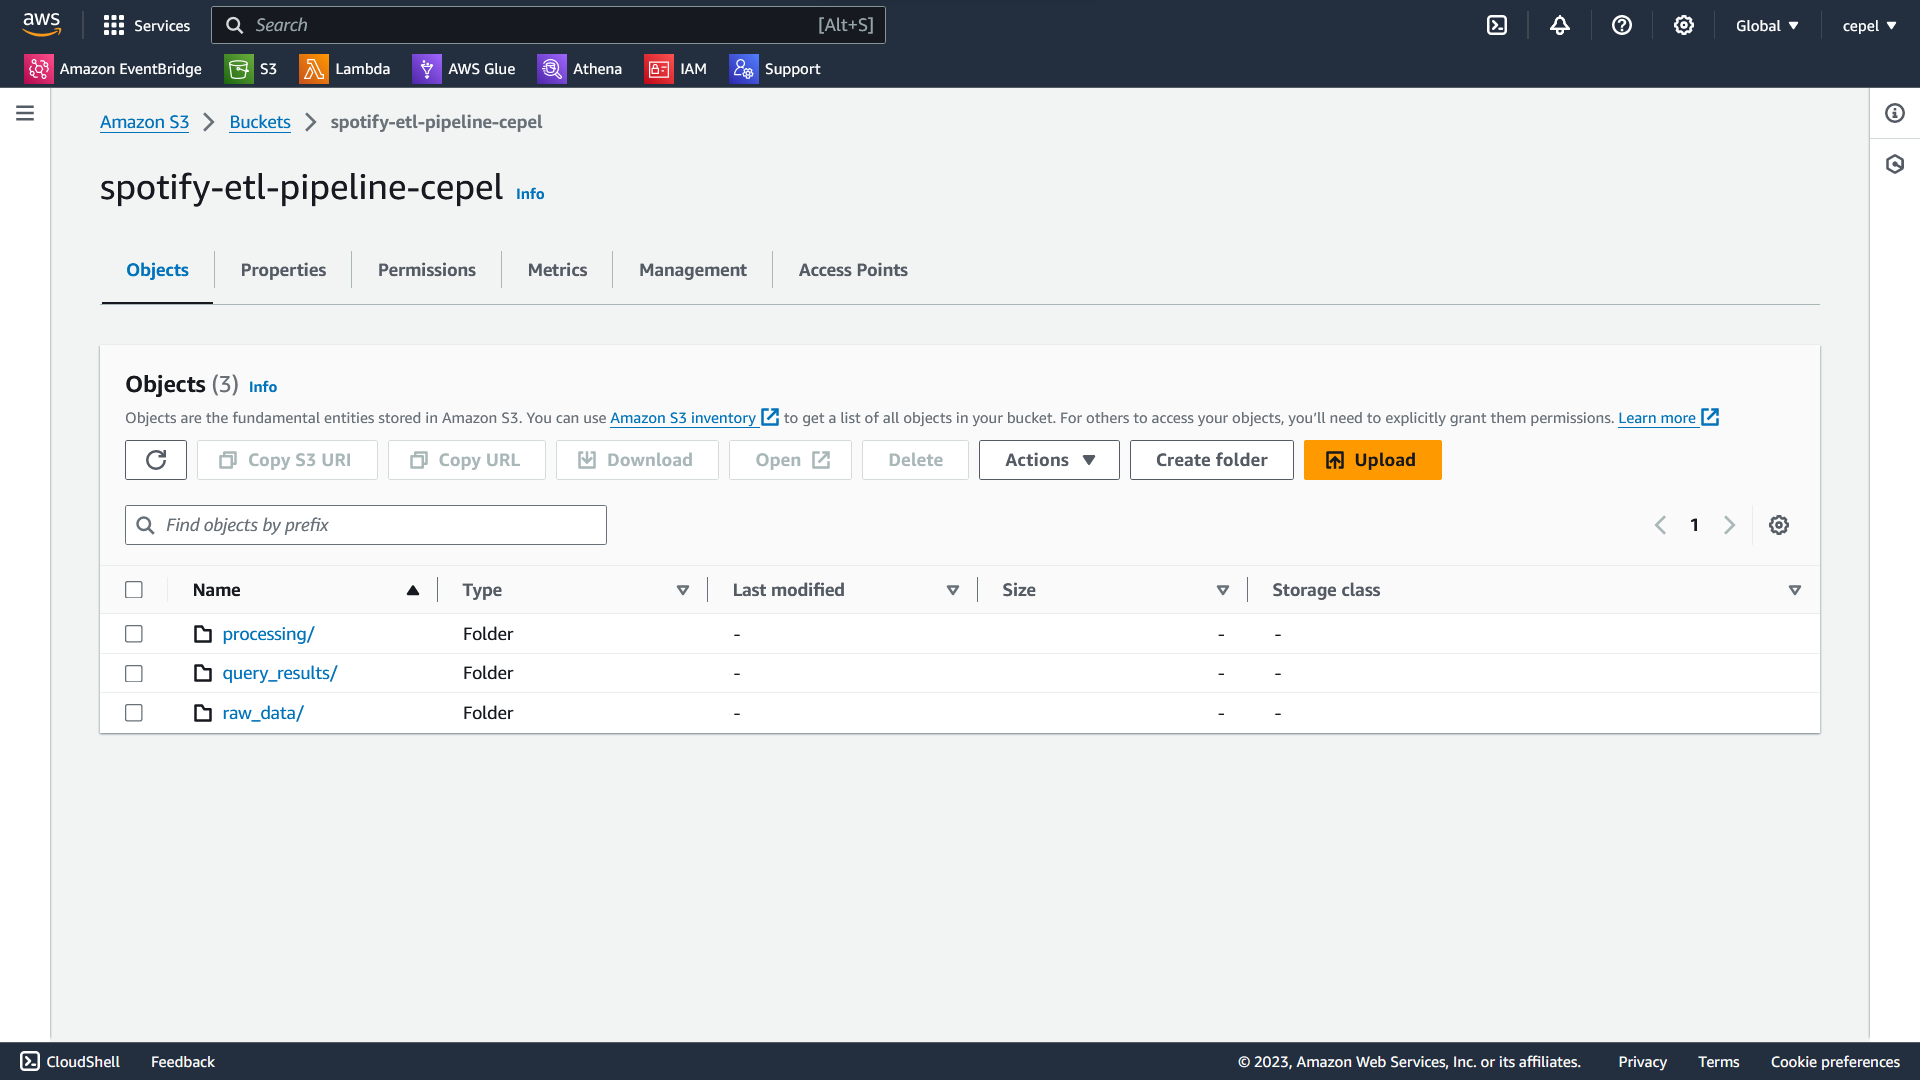 aws Services Search [Alt+S] Global cepel
Amazon EventBridge S3 Lambda AWS Glue Athena IAM Support
Amazon S3 Buckets spotify-etl-pipeline-cepel
spotify-etl-pipeline-cepel Info
Objects Properties Permissions Metrics Management Access Points
Objects (3) Info
Objects are the fundamental entities stored in Amazon S3. You can use Amazon S3 inventory to get a list of all objects in your bucket. For others to access your objects, you’ll need to explicitly grant them permissions. Learn more
Copy S3 URI Copy URL Download Open Delete Actions Create folder Upload
Find objects by prefix 1
Name Type Last modified Size Storage class
processing/ Folder - - -
query_results/ Folder - - -
raw_data/ Folder - - -
CloudShell Feedback © 2023, Amazon Web Services, Inc. or its affiliates. Privacy Terms Cookie preferences